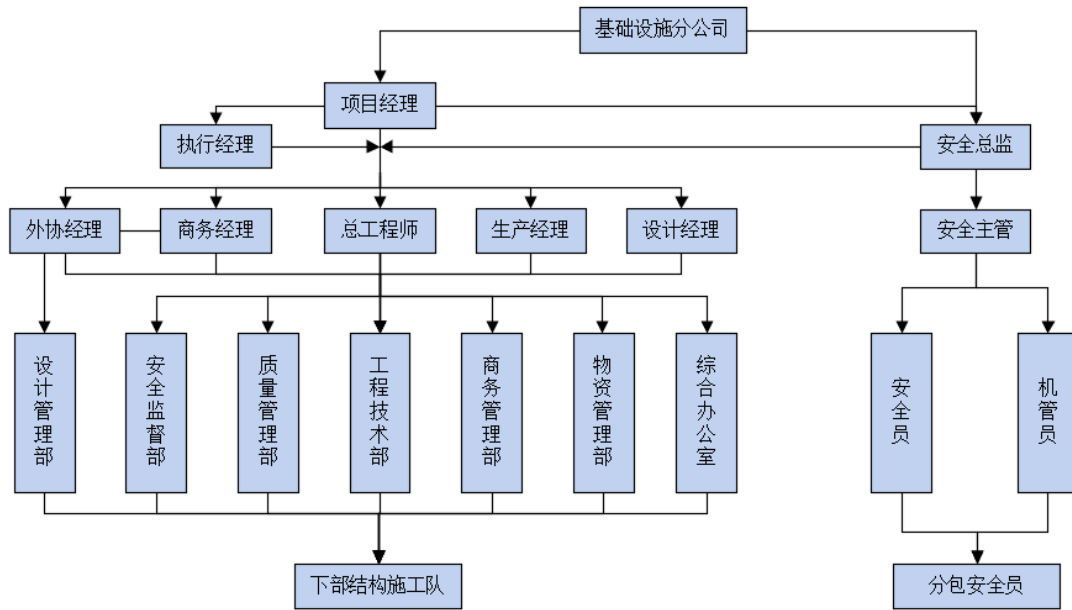 基础设施分公司
项目经理
执行经理
安全总监
外协经理
商务经理
总工程师
生产经理
设计经理
安全主管
设计管理部
安全监督部
质量管理部
工程技术部
商务管理部
物资管理部
综合办公室
安全员
机管员
下部结构施工队
分包安全员